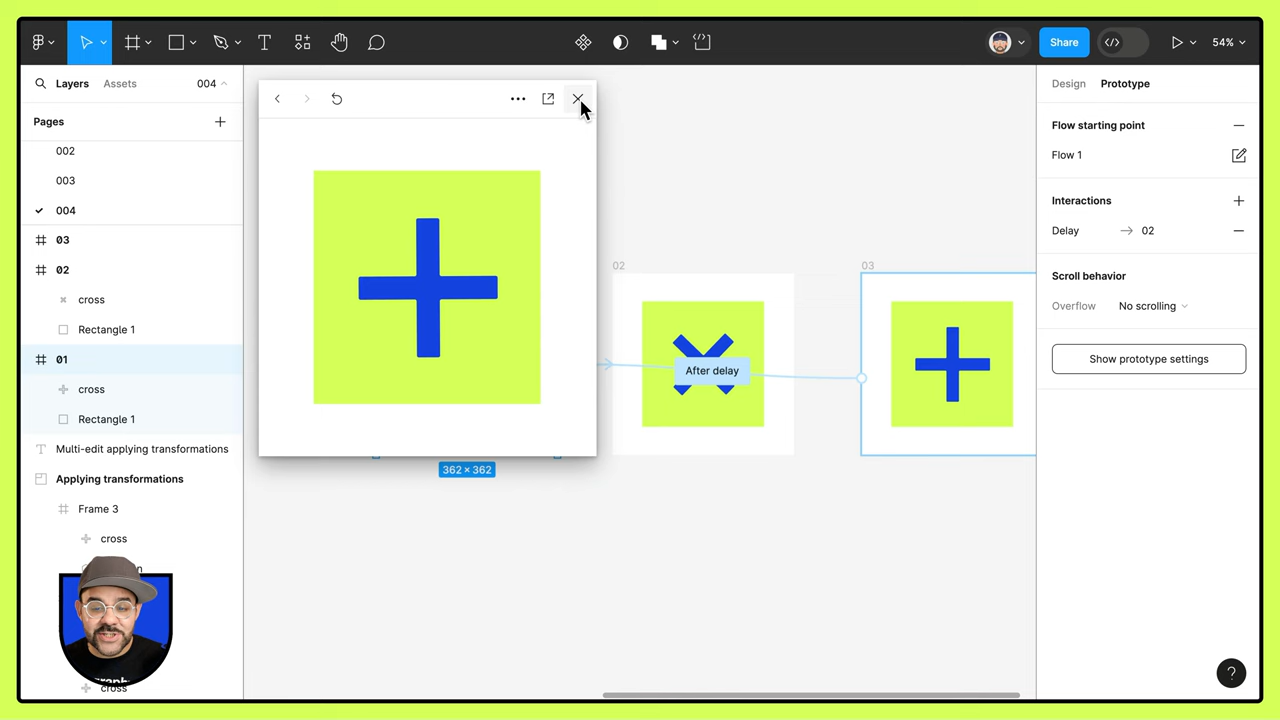 Share
54%
Layers
Assets
004
Pages
002
003
004
03
02
cross
Rectangle 1
01
cross
Rectangle 1
Multi-edit applying transformations
Applying transformations
Frame 3
cross
cross
362 × 362
02
After delay
03
Design
Prototype
Flow starting point
Flow 1
Interactions
Delay
02
Scroll behavior
Overflow
No scrolling
Show prototype settings
?